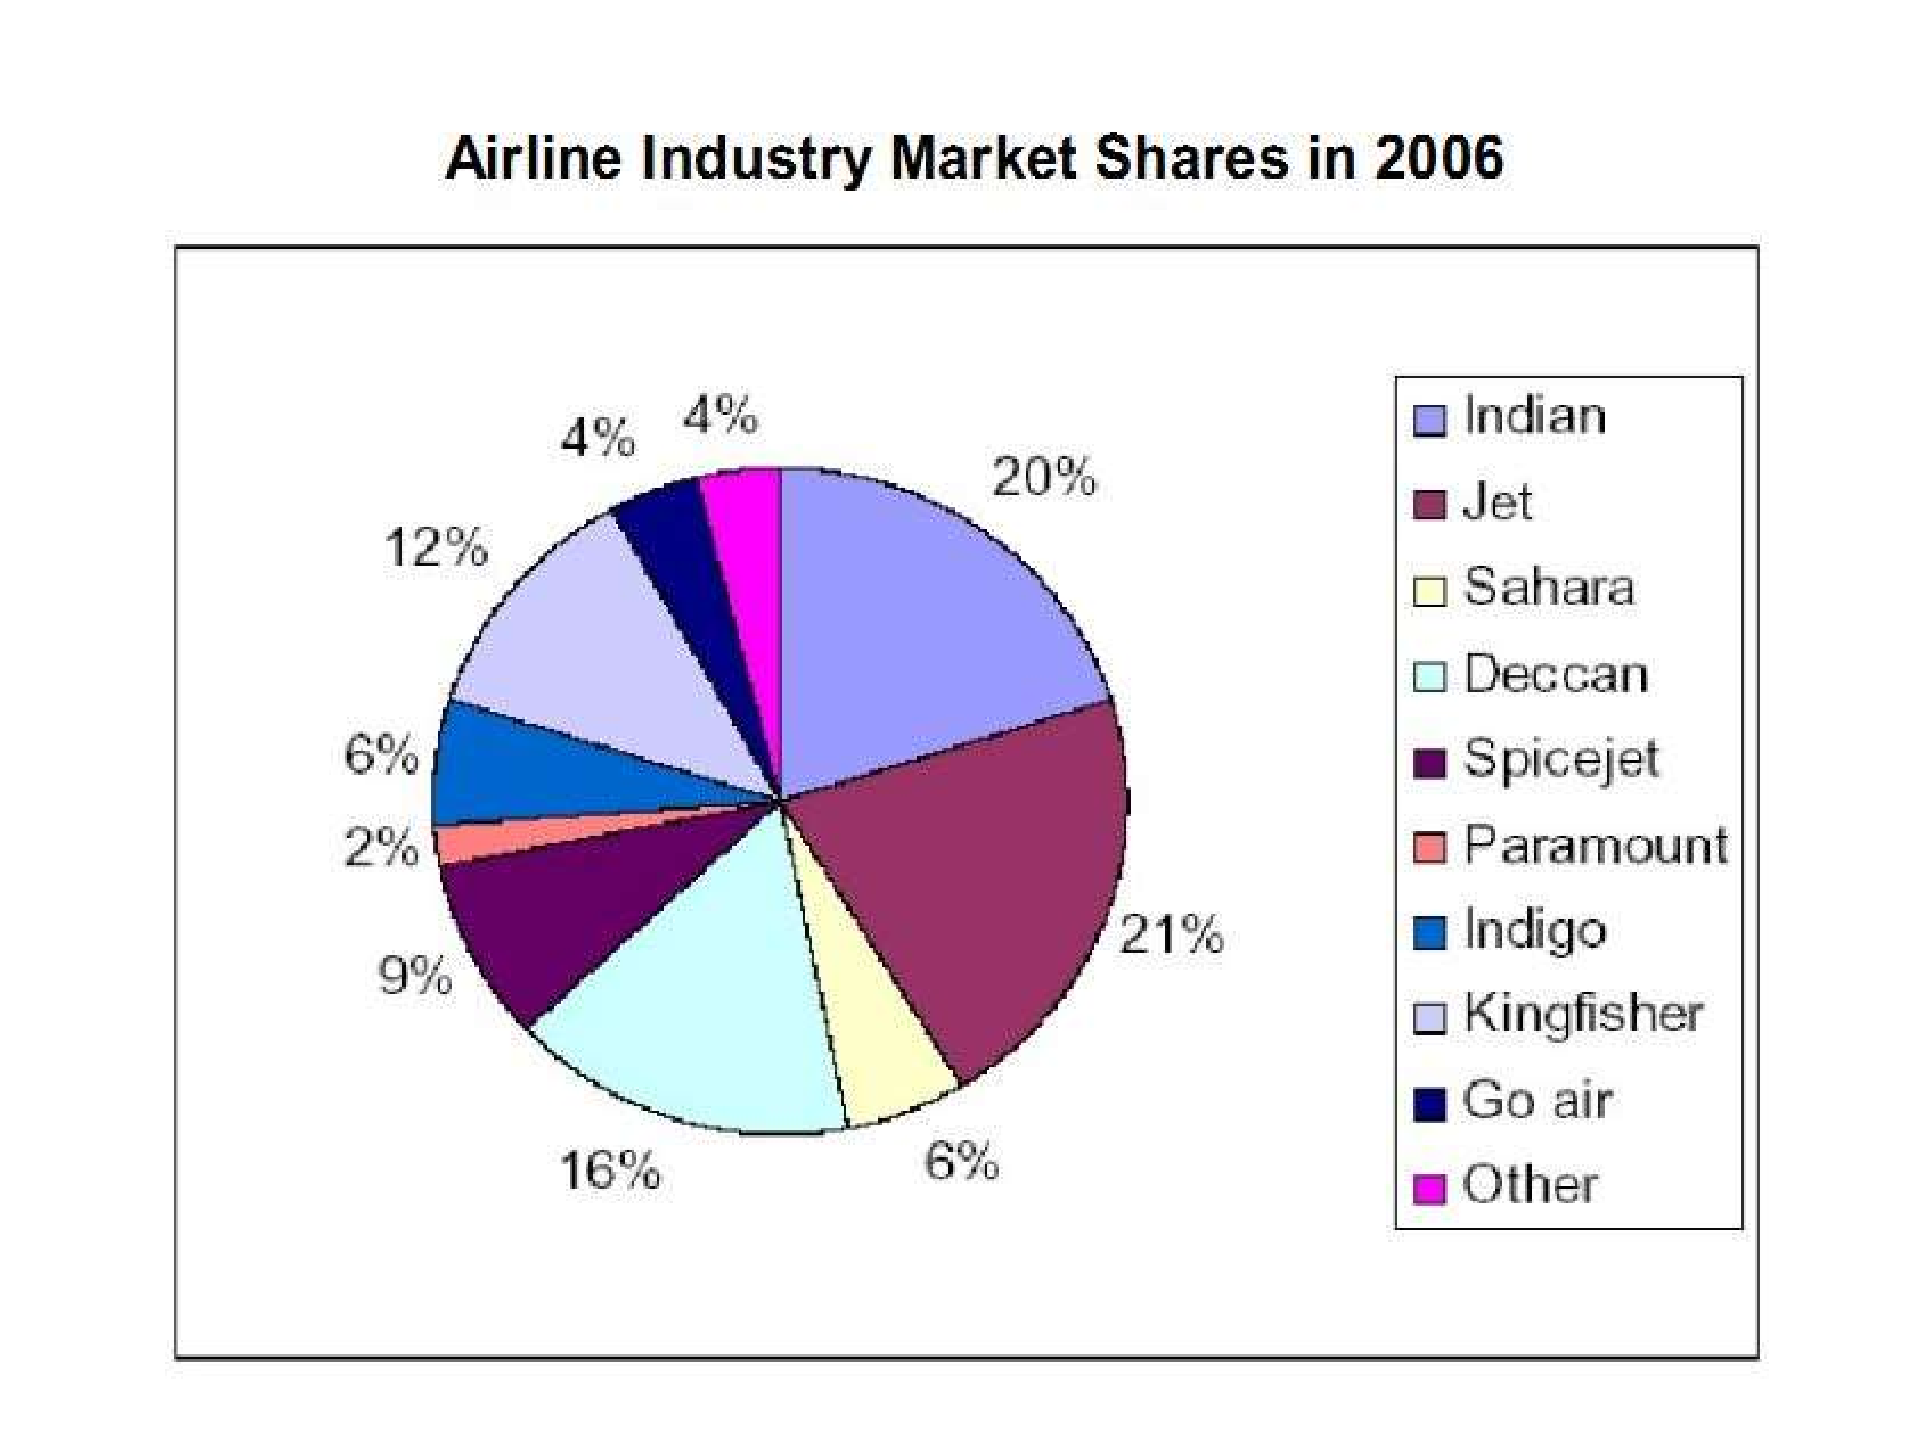 Airline Industry Market Shares in 2006
4%
4%
20%
12%
6%
2%
9%
16%
6%
21%
Indian
Jet
Sahara
Deccan
Spicejet
Paramount
Indigo
Kingfisher
Go air
Other